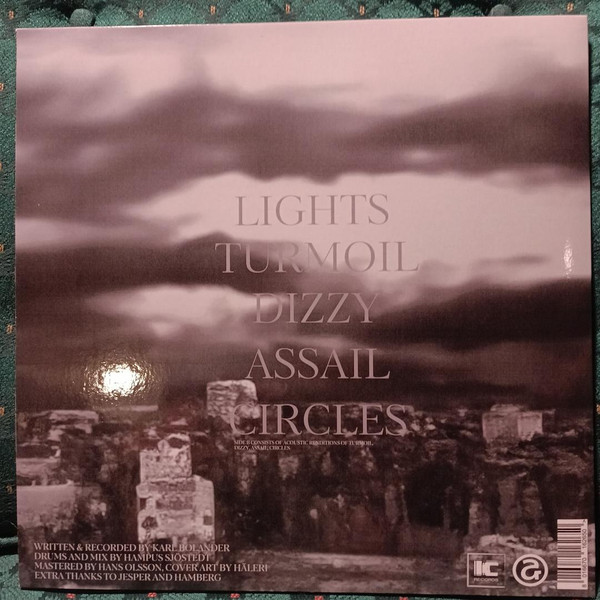 LIGHTS
TURMOIL
DIZZY
ASSAIL
CIRCLES
SIDE B CONSISTS OF ACOUSTIC RENDITIONS OF TURMOIL,
DIZZY, ASSAIL, CIRCLES.
WRITTEN & RECORDED BY KARL BOLANDER
DRUMS AND MIX BY HAMPUS SJÖSTEDT
MASTERED BY HANS OLSSON, COVER ART BY HÄLERI
EXTRA THANKS TO JESPER AND HAMBERG